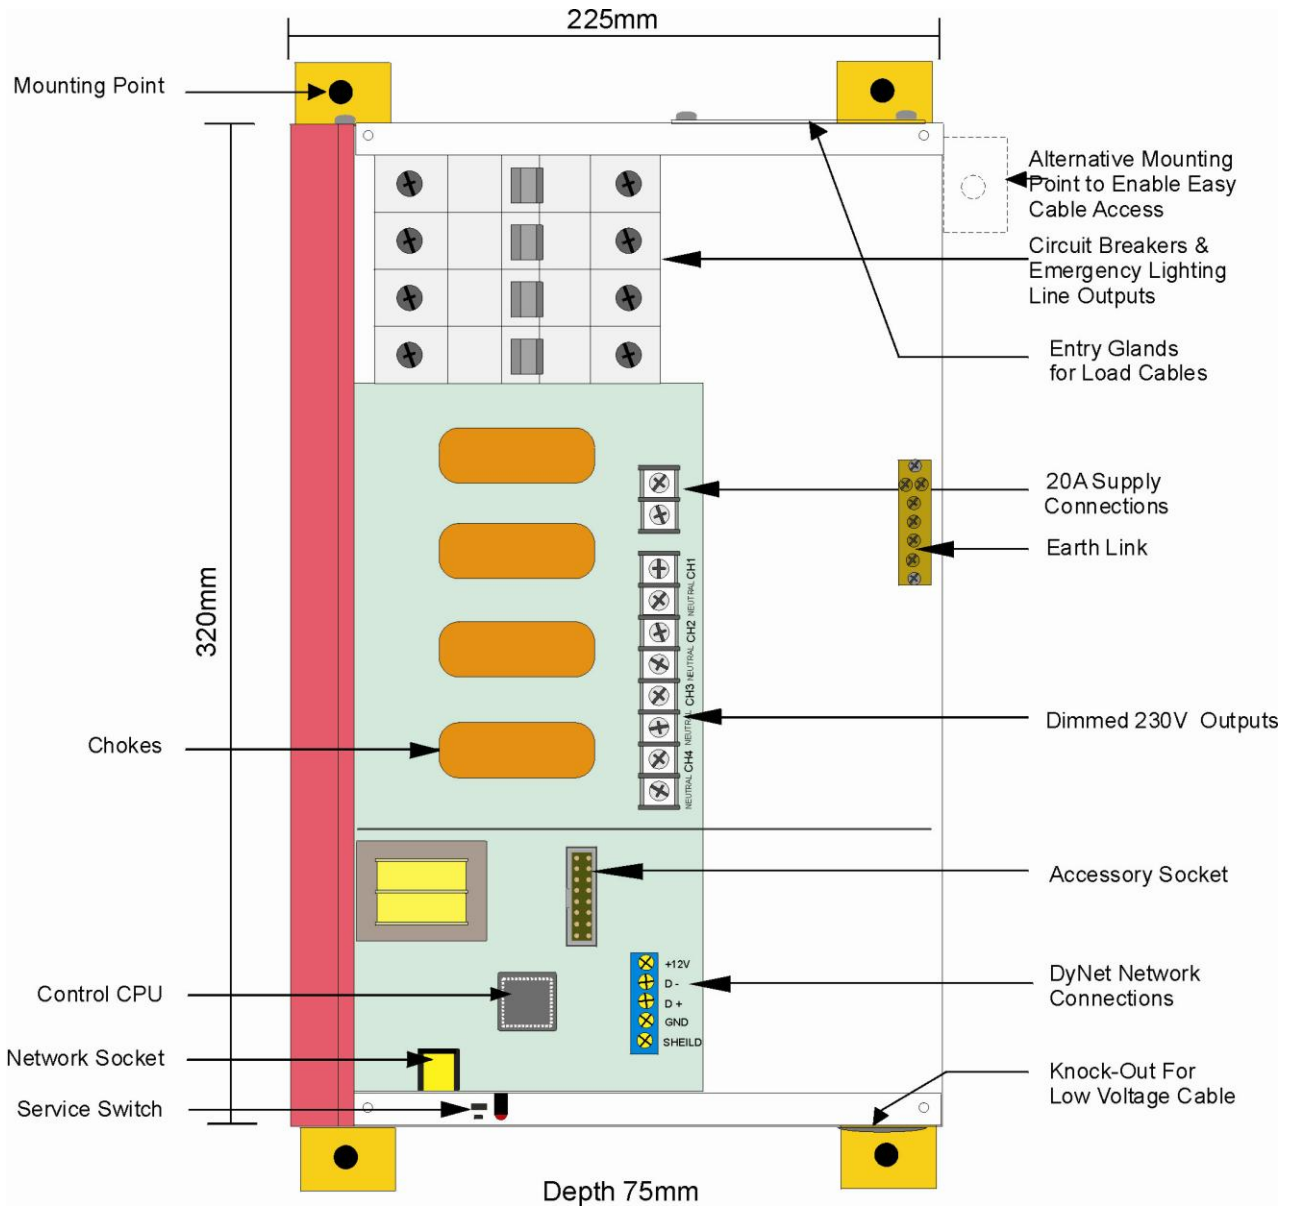 225mm
Mounting Point
Alternative Mounting
Point to Enable Easy
Cable Access
Circuit Breakers &
Emergency Lighting
Line Outputs
Entry Glands
for Load Cables
20A Supply
Connections
Earth Link
320mm
CH1
NEUTRAL
CH2
NEUTRAL
CH3
NEUTRAL
CH4
NEUTRAL
Dimmed 230V Outputs
Chokes
Accessory Socket
+12V
D -
D +
GND
SHEILD
DyNet Network
Connections
Control CPU
Network Socket
Service Switch
Knock-Out For
Low Voltage Cable
Depth 75mm